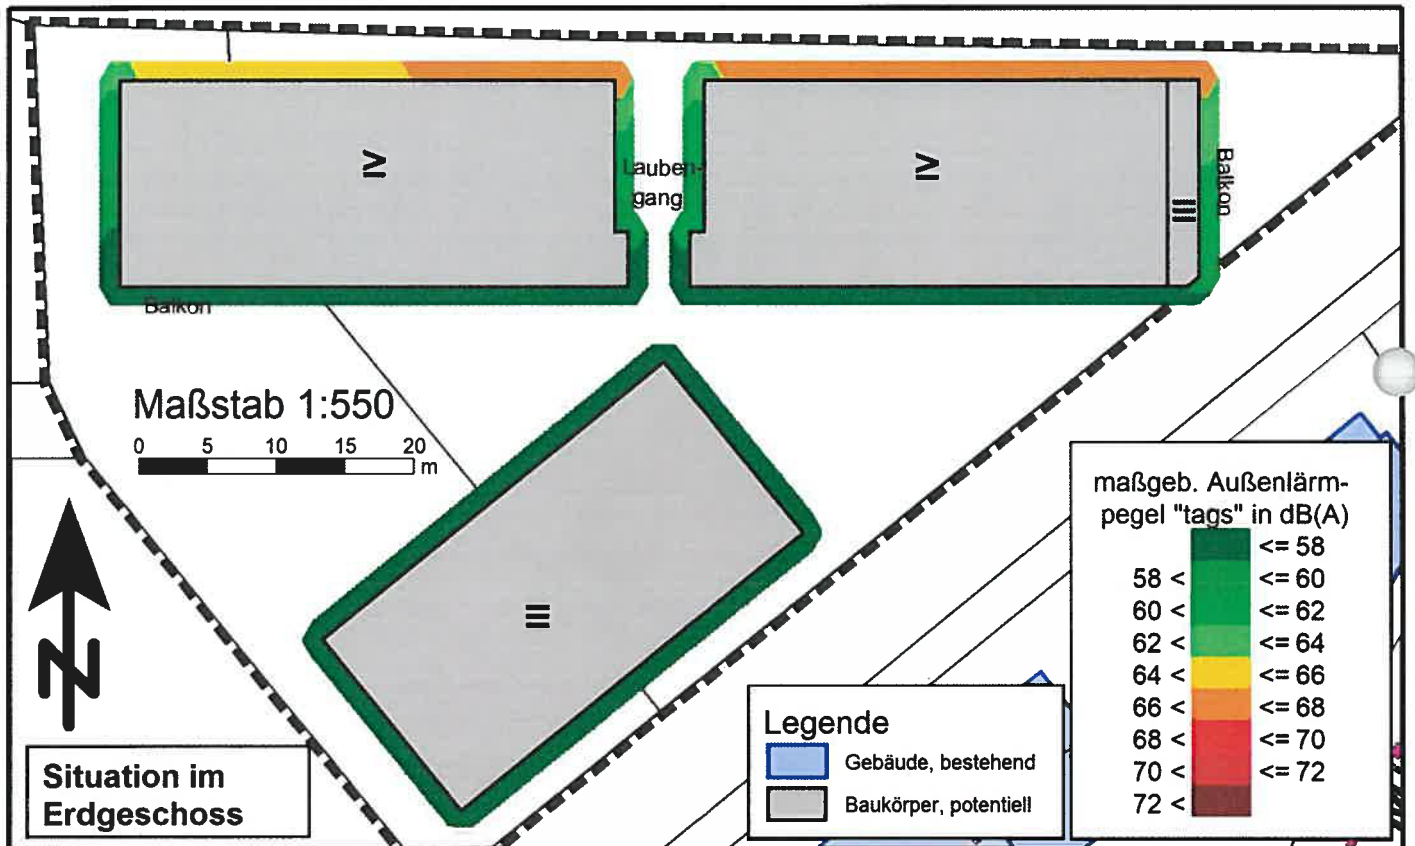 IV
IV
III
Lauben-
gang
Balkon
Balkon
Maßstab 1:550
0 5 10 15 20
m
III
N
Situation im
Erdgeschoss
Legende
Gebäude, bestehend
Baukörper, potentiell
maßgeb. Außenlärm-
pegel "tags" in dB(A)
<= 58
58 < <= 60
60 < <= 62
62 < <= 64
64 < <= 66
66 < <= 68
68 < <= 70
70 < <= 72
72 <